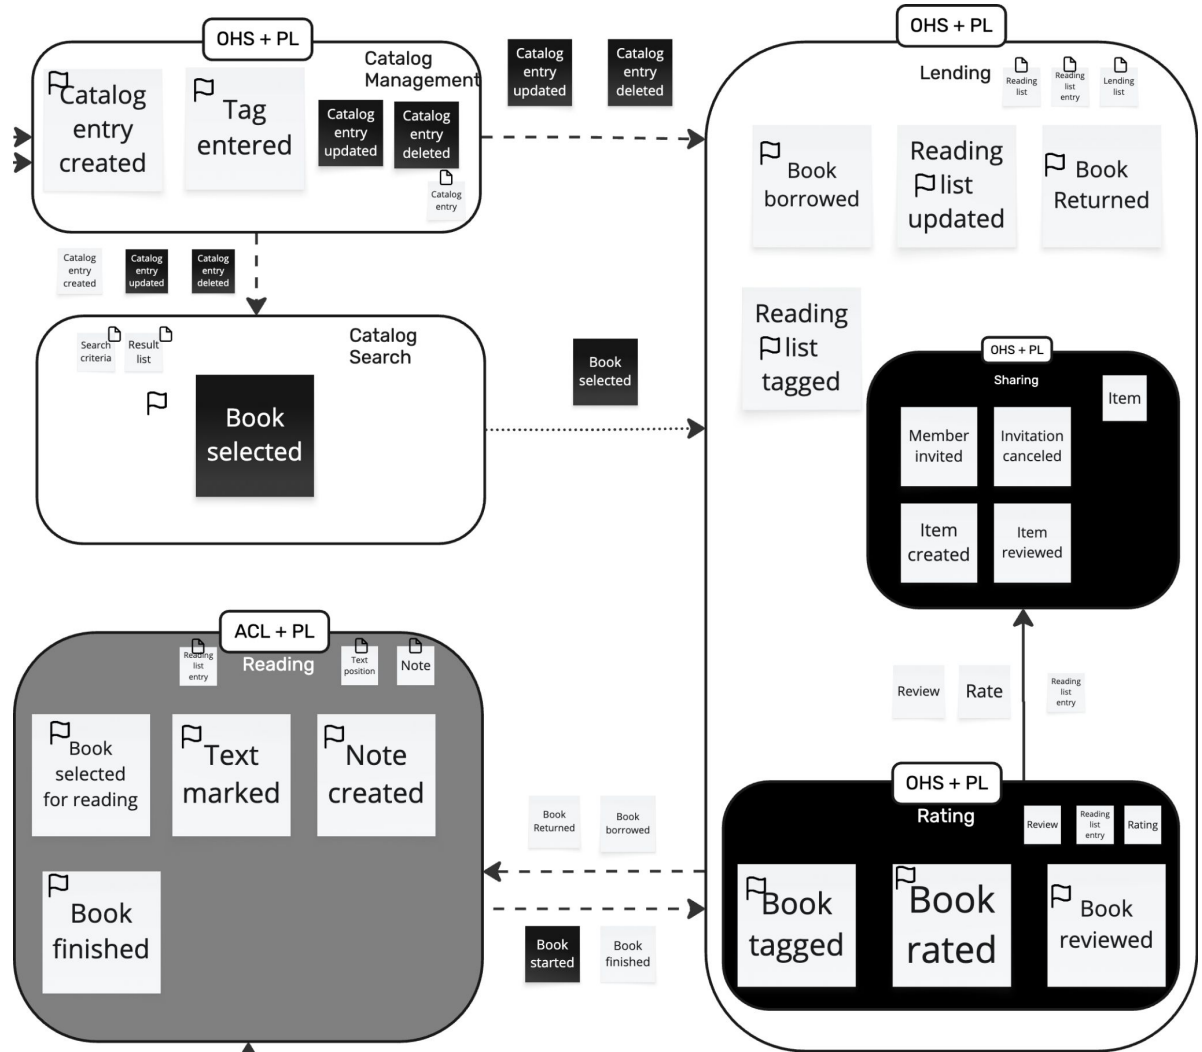 OHS + PL
Catalog
Management
Catalog
entry
created
Tag
entered
Catalog
entry
updated
Catalog
entry
deleted
Catalog
entry
Catalog
entry
updated
Catalog
entry
deleted
Catalog
entry
created
Catalog
entry
updated
Catalog
entry
deleted
Catalog
Search
Search
criteria
Result
list
Book
selected
Book
selected
OHS + PL
Lending
Reading
list
Reading
list
entry
Lending
list
Book
borrowed
Reading
list
updated
Book
Returned
Reading
list
tagged
OHS + PL
Sharing
Item
Member
invited
Invitation
canceled
Item
created
Item
reviewed
Review
Rate
Reading
list
entry
OHS + PL
Rating
Review
Reading
list
entry
Rating
Book
tagged
Book
rated
Book
reviewed
ACL + PL
Reading
Reading
list
entry
Text
position
Note
Book
selected
for reading
Text
marked
Note
created
Book
finished
Book
Returned
Book
borrowed
Book
started
Book
finished